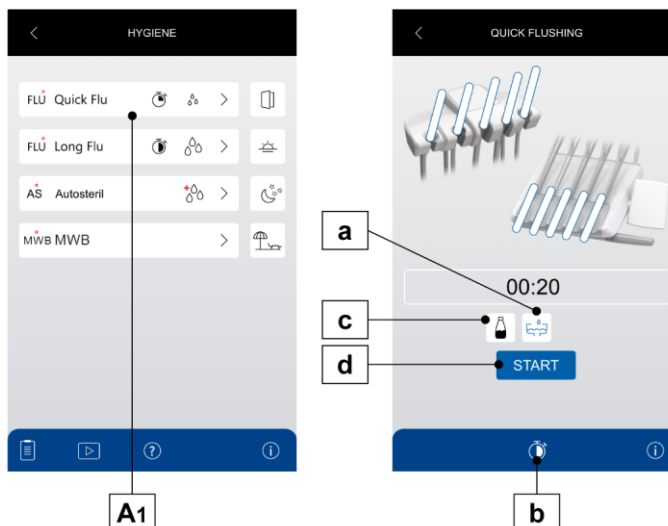 HYGIENE
FLU Quick Flu
FLU Long Flu
AS Autosteril
MWB MWB
A1
QUICK FLUSHING
00:20
START
a
c
d
b